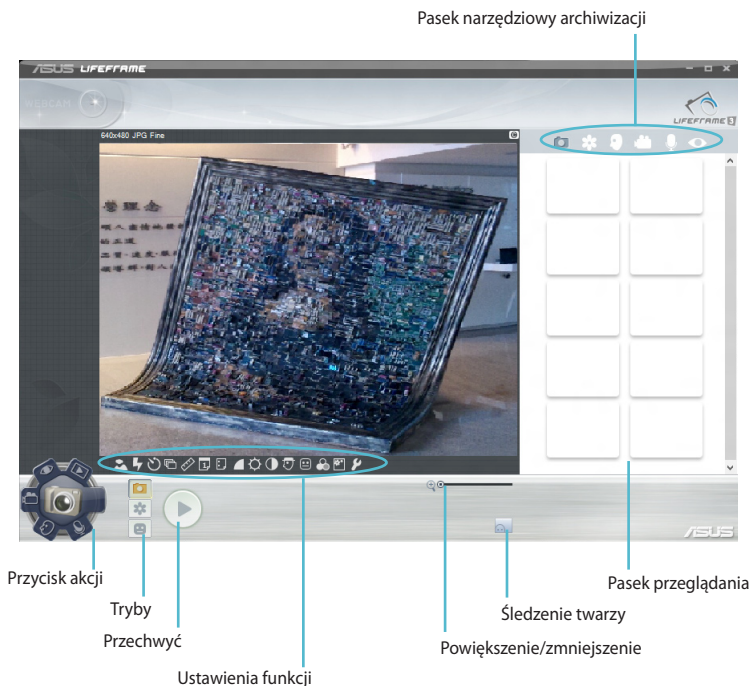 Pasek narzędziowy archiwizacji
ASUS LIFEFRAME
WEBCAM
LIFEFRAME 3
640x480 JPG Fine
ASUS
Przycisk akcji
Pasek przeglądania
Tryby
Śledzenie twarzy
Przechwyć
Powiększenie/zmniejszenie
Ustawienia funkcji